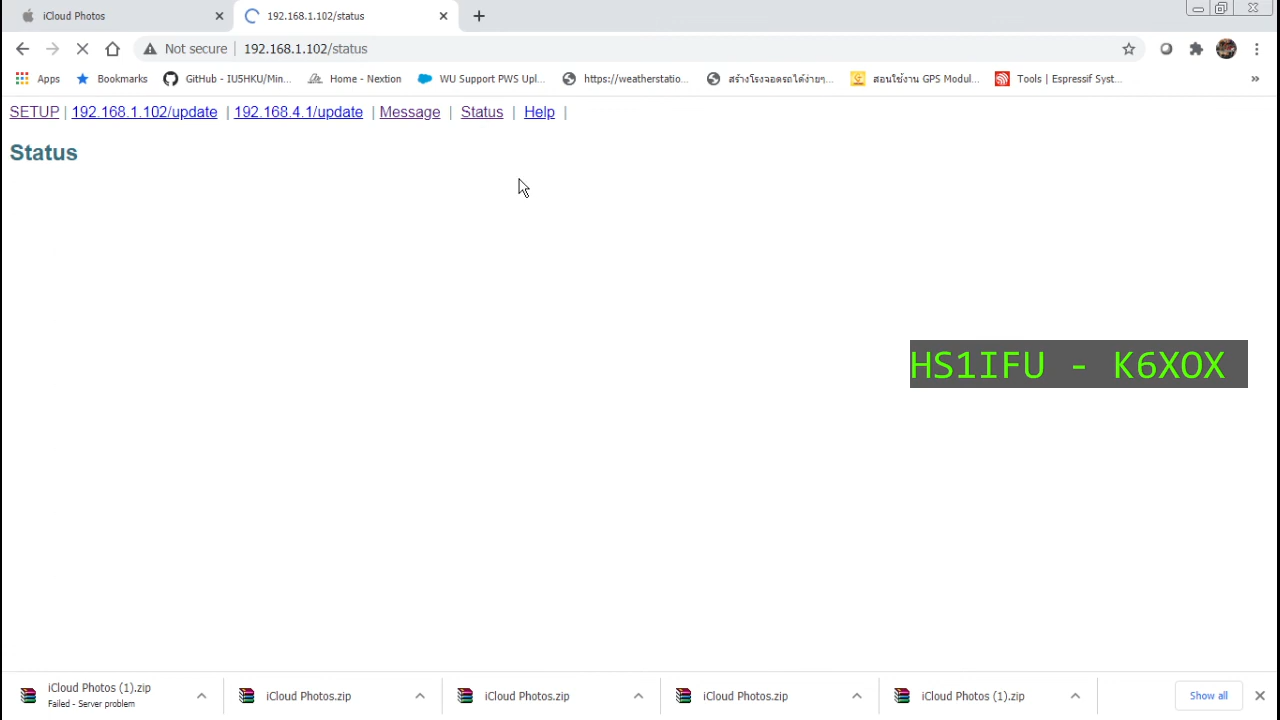 iCloud Photos
192.168.1.102/status
Not secure
192.168.1.102/status
Apps
Bookmarks
GitHub - IU5HKU/Min...
Home - Nextion
WU Support PWS Upl...
https://weatherstatio...
สร้างโรงจอดรถได้ง่ายๆ...
สอนใช้งาน GPS Modul...
Tools | Espressif Syst...
»
SETUP | 192.168.1.102/update | 192.168.4.1/update | Message | Status | Help |
Status
HS1IFU - K6XOX
iCloud Photos (1).zip
Failed - Server problem
iCloud Photos.zip
iCloud Photos.zip
iCloud Photos.zip
iCloud Photos (1).zip
Show all